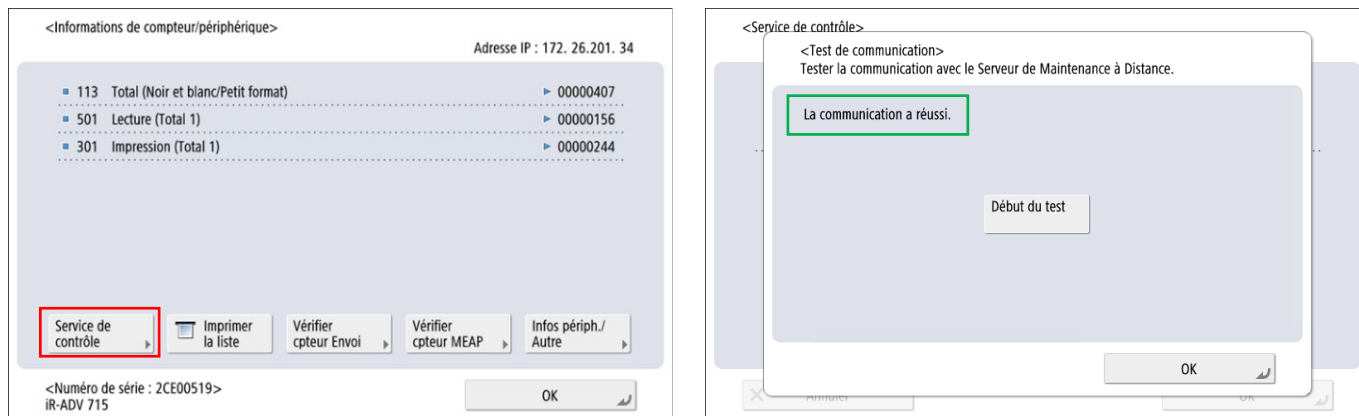 <Informations de compteur/périphérique>
Adresse IP : 172. 26.201. 34
113 Total (Noir et blanc/Petit format) 00000407
501 Lecture (Total 1) 00000156
301 Impression (Total 1) 00000244
Service de
contrôle
Imprimer
la liste
Vérifier
cpteur Envoi
Vérifier
cpteur MEAP
Infos périph./
Autre
<Numéro de série : 2CE00519>
iR-ADV 715
OK
<Service de contrôle>
<Test de communication>
Tester la communication avec le Serveur de Maintenance à Distance.
La communication a réussi.
Début du test
OK
Annuler
OK